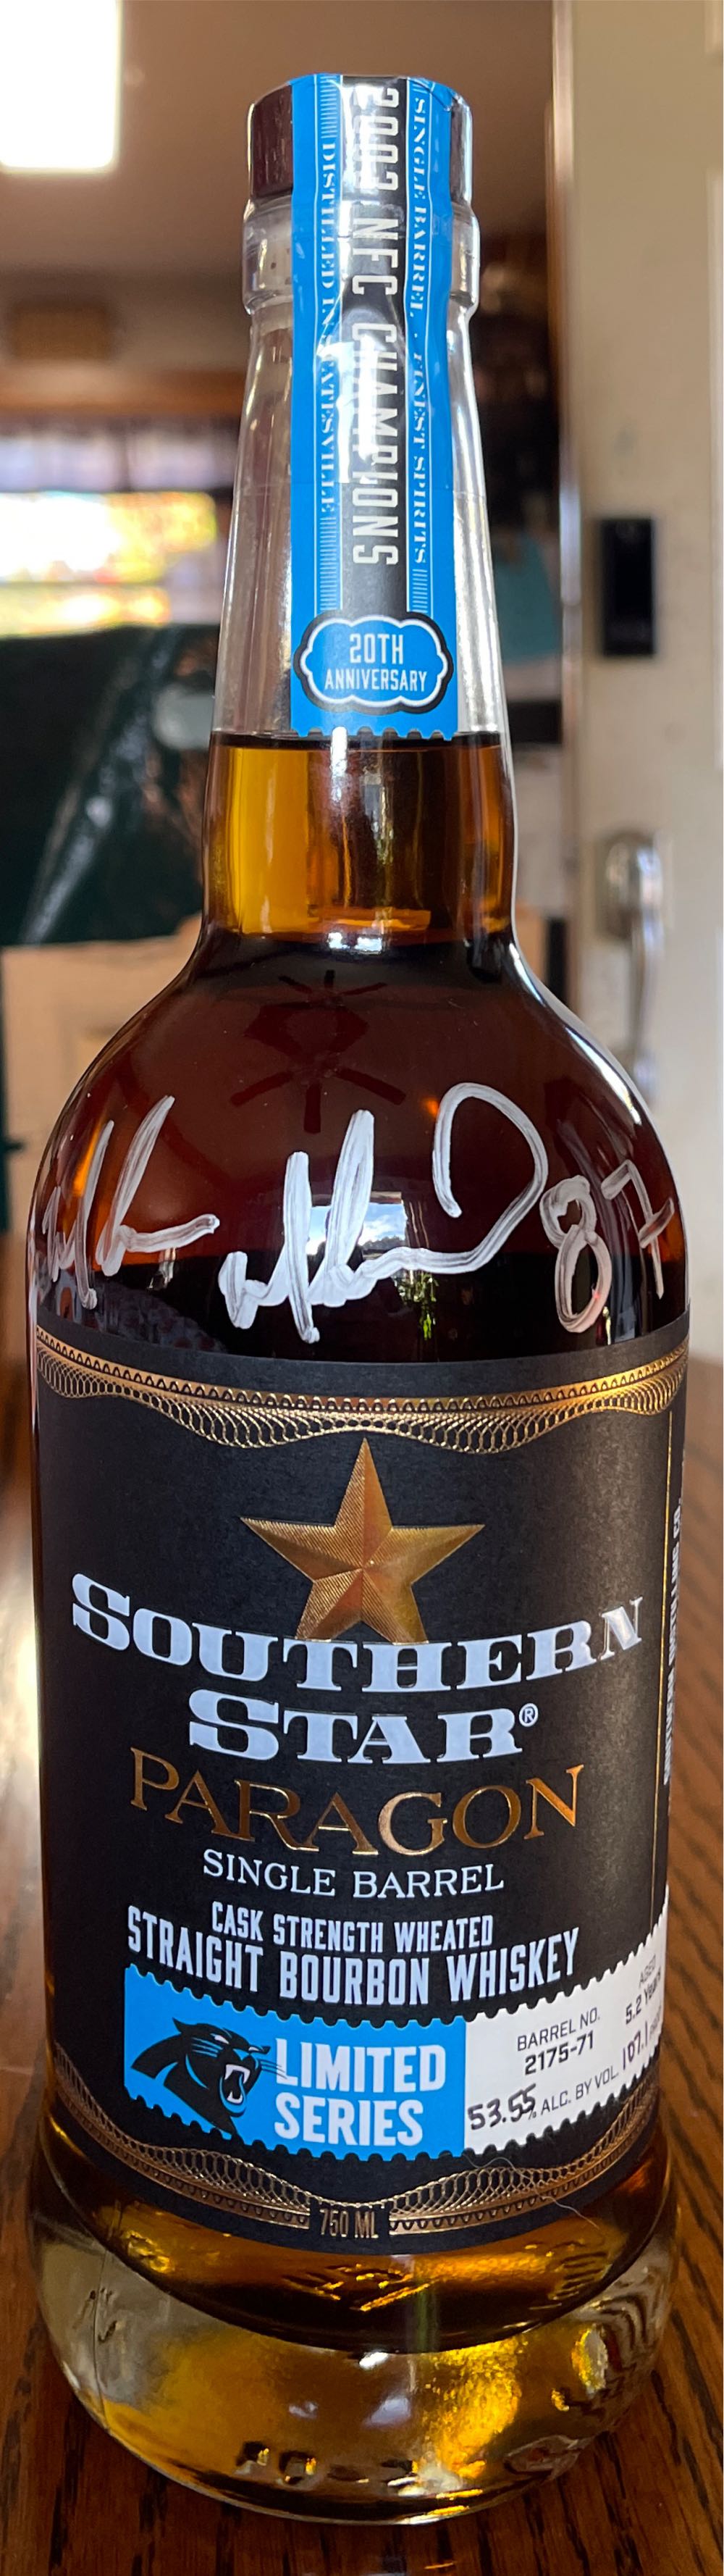 2003 NFC CHAMPIONS
SINGLE BARREL · FINEST SPIRITS
DISTILLED IN STATESVILLE
20TH
ANNIVERSARY
87
SOUTHERN
STAR®
PARAGON
SINGLE BARREL
CASK STRENGTH WHEATED
STRAIGHT BOURBON WHISKEY
LIMITED
SERIES
AGED
5.2 Years
BARREL NO.
2175-71
53.55% ALC. BY VOL. 107.1
750 ML